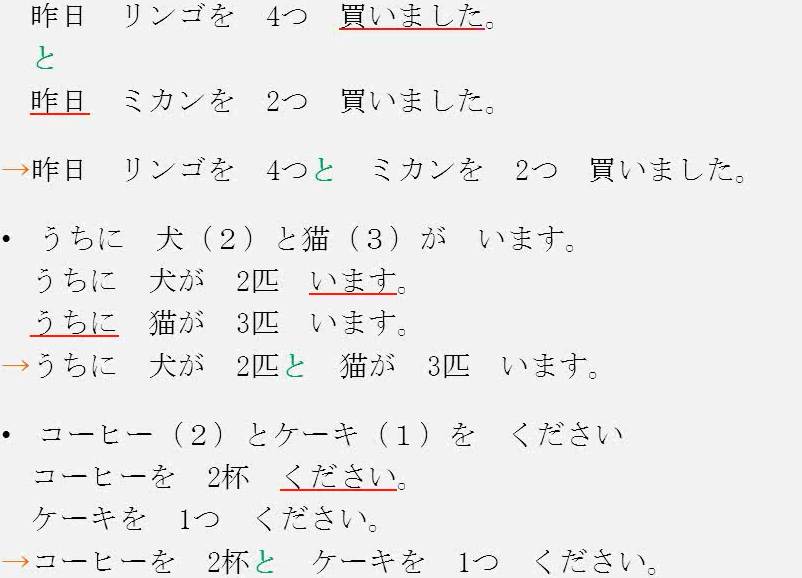 昨日　リンゴを　4つ　買いました。
と
昨日　ミカンを　2つ　買いました。
→昨日　リンゴを　4つと　ミカンを　2つ　買いました。
• うちに　犬（２）と猫（３）が　います。
うちに　犬が　2匹　います。
うちに　猫が　3匹　います。
→うちに　犬が　2匹と　猫が　3匹　います。
• コーヒー（２）とケーキ（１）を　ください
コーヒーを　2杯　ください。
ケーキを　1つ　ください。
→コーヒーを　2杯と　ケーキを　1つ　ください。